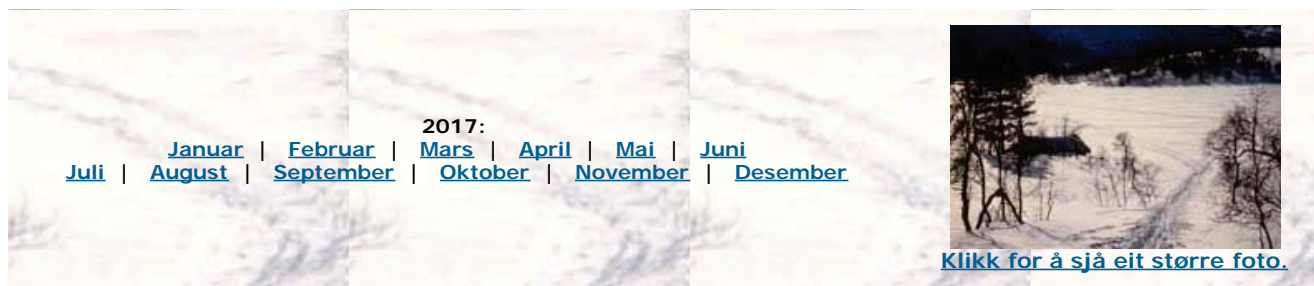 2017:
Januar | Februar | Mars | April | Mai | Juni
Juli | August | September | Oktober | November | Desember
Klikk for å sjå eit større foto.